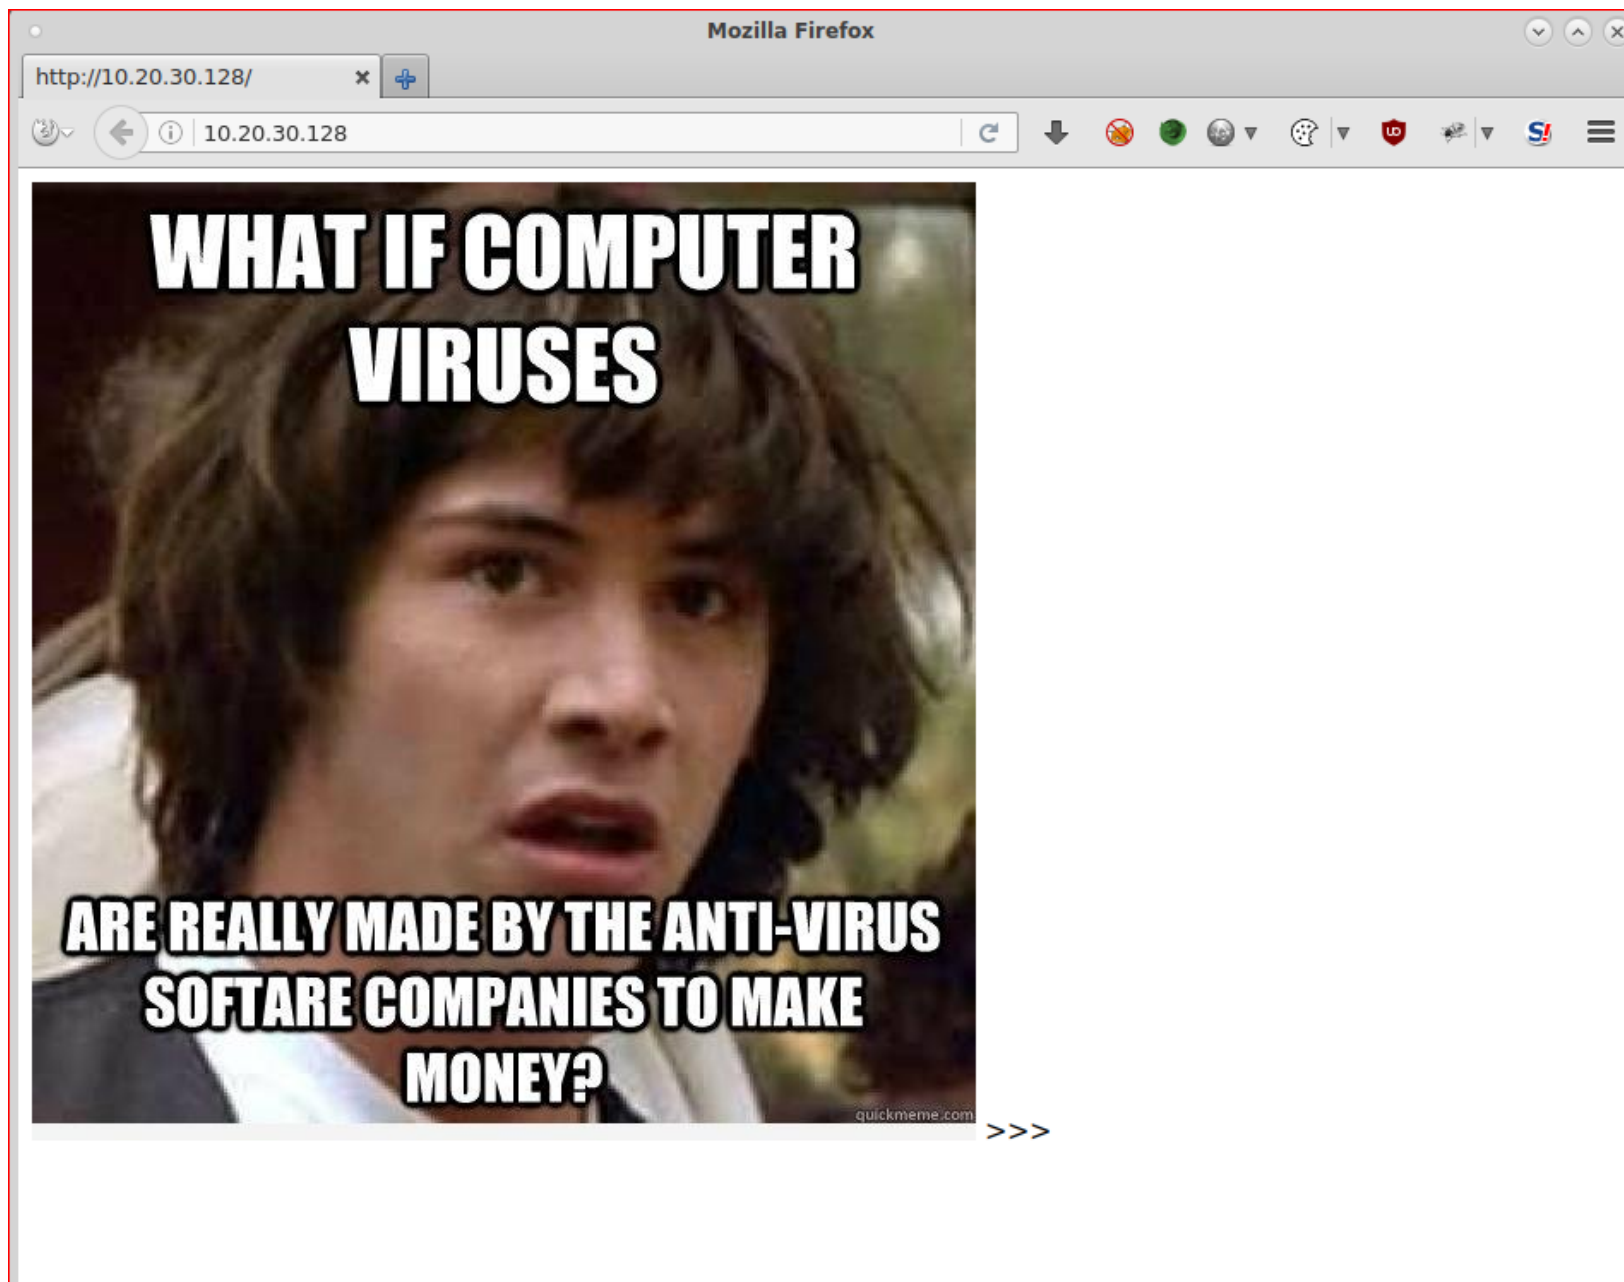 Mozilla Firefox
http://10.20.30.128/
10.20.30.128
WHAT IF COMPUTER
VIRUSES
ARE REALLY MADE BY THE ANTI-VIRUS
SOFTARE COMPANIES TO MAKE
MONEY?
quickmeme.com
>>>